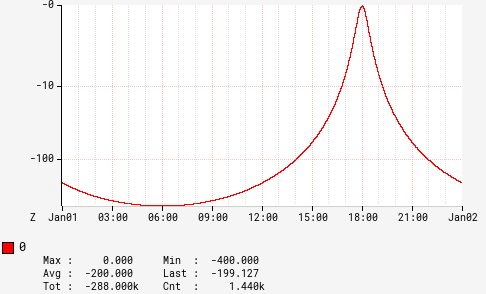 -0
-10
-100
Z Jan01 03:00 06:00 09:00 12:00 15:00 18:00 21:00 Jan02
0
Max : 0.000 Min : -400.000
Avg : -200.000 Last : -199.127
Tot : -288.000k Cnt : 1.440k